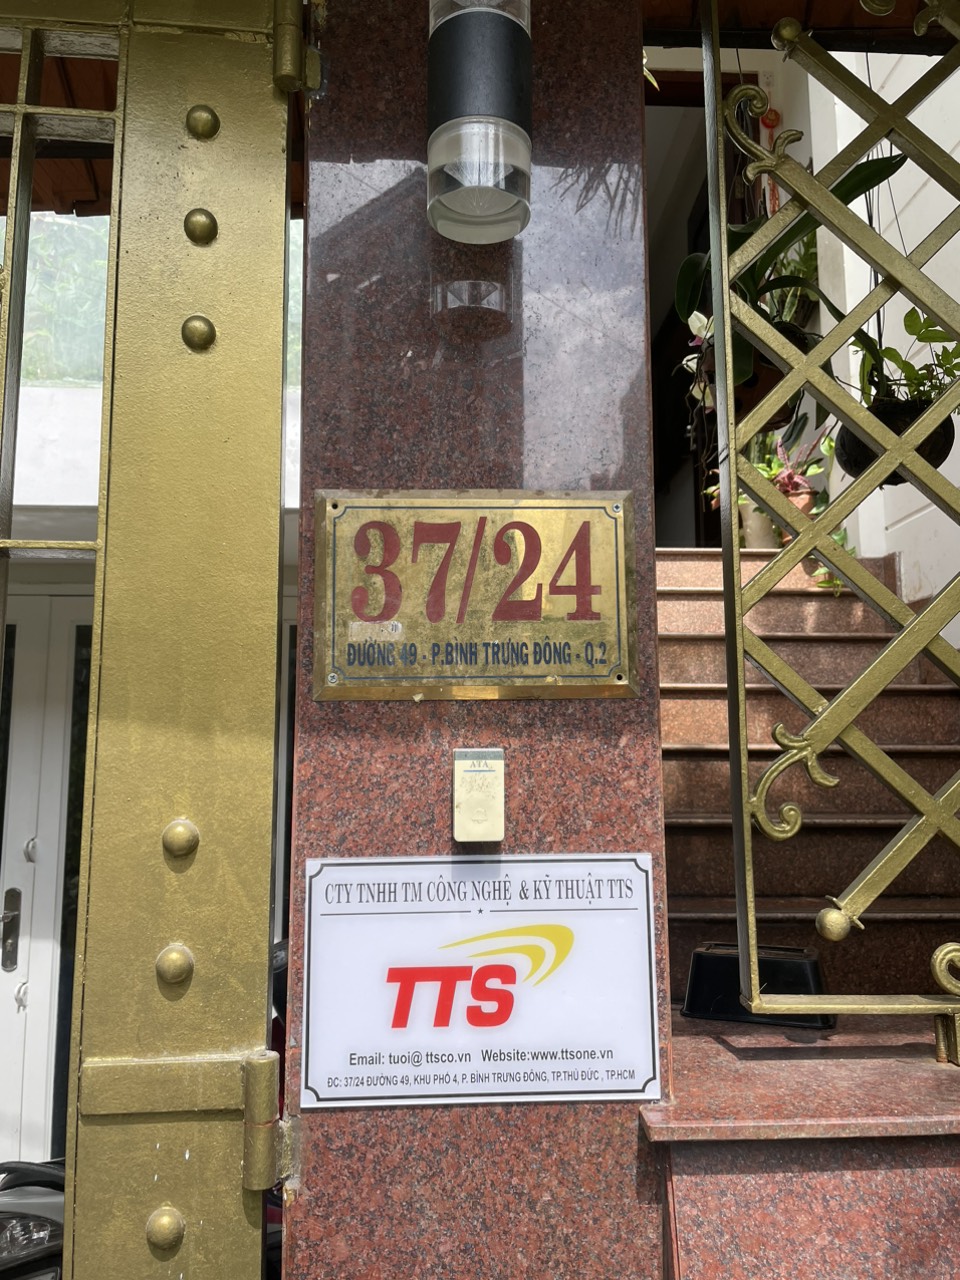 37/24
ĐƯỜNG 49 - P.BÌNH TRƯNG ĐÔNG - Q.2
ATA
CTY TNHH TM CÔNG NGHỆ & KỸ THUẬT TTS
TTS
Email: tuoi@ ttsco.vn Website:www.ttsone.vn
ĐC: 37/24 ĐƯỜNG 49, KHU PHỐ 4, P. BÌNH TRƯNG ĐÔNG, TP.THỦ ĐỨC , TP.HCM